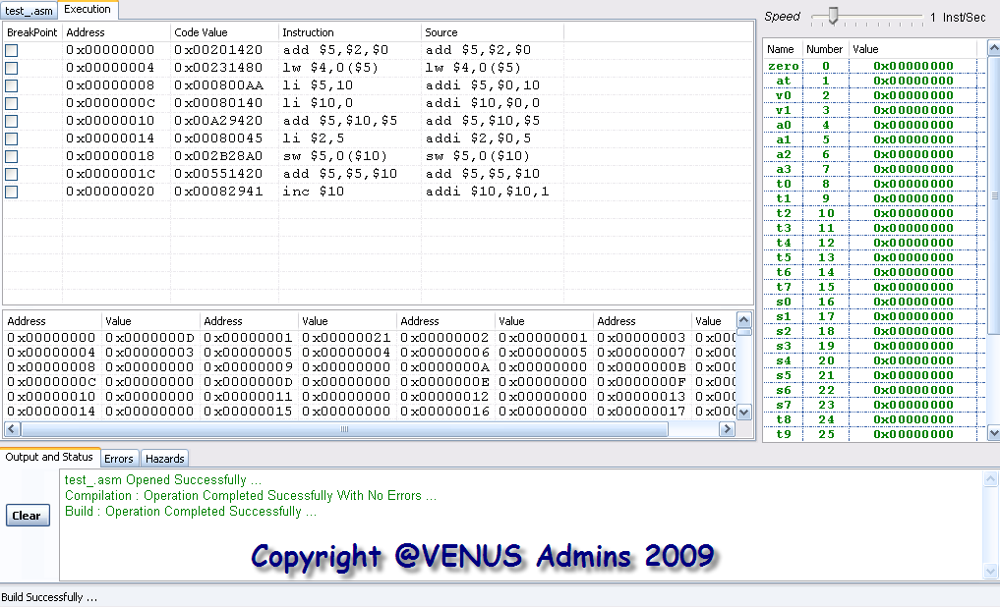 test_.asm Execution
BreakPoint Address Code Value Instruction Source
0x00000000 0x00201420 add $5,$2,$0 add $5,$2,$0
0x00000004 0x00231480 lw $4,0($5) lw $4,0($5)
0x00000008 0x000800AA li $5,10 addi $5,$0,10
0x0000000C 0x00080140 li $10,0 addi $10,$0,0
0x00000010 0x00A29420 add $5,$10,$5 add $5,$10,$5
0x00000014 0x00080045 li $2,5 addi $2,$0,5
0x00000018 0x002B28A0 sw $5,0($10) sw $5,0($10)
0x0000001C 0x00551420 add $5,$5,$10 add $5,$5,$10
0x00000020 0x00082941 inc $10 addi $10,$10,1
Address Value Address Value Address Value Address Value
0x00000000 0x0000000D 0x00000001 0x00000021 0x00000002 0x00000001 0x00000003 0x000
0x00000004 0x00000003 0x00000005 0x00000004 0x00000006 0x00000005 0x00000007 0x000
0x00000008 0x00000000 0x00000009 0x00000000 0x0000000A 0x00000000 0x0000000B 0x000
0x0000000C 0x00000000 0x0000000D 0x00000000 0x0000000E 0x00000000 0x0000000F 0x000
0x00000010 0x00000000 0x00000011 0x00000000 0x00000012 0x00000000 0x00000013 0x000
0x00000014 0x00000000 0x00000015 0x00000000 0x00000016 0x00000000 0x00000017 0x000
Speed 1 Inst/Sec
Name Number Value
zero 0 0x00000000
at 1 0x00000000
v0 2 0x00000000
v1 3 0x00000000
a0 4 0x00000000
a1 5 0x00000000
a2 6 0x00000000
a3 7 0x00000000
t0 8 0x00000000
t1 9 0x00000000
t2 10 0x00000000
t3 11 0x00000000
t4 12 0x00000000
t5 13 0x00000000
t6 14 0x00000000
t7 15 0x00000000
s0 16 0x00000000
s1 17 0x00000000
s2 18 0x00000000
s3 19 0x00000000
s4 20 0x00000000
s5 21 0x00000000
s6 22 0x00000000
s7 23 0x00000000
t8 24 0x00000000
t9 25 0x00000000
Output and Status Errors Hazards
test_.asm Opened Successfully ...
Compilation : Operation Completed Sucessfully With No Errors ...
Build : Operation Completed Successfully ...
Clear
Copyright @VENUS Admins 2009
Build Successfully ...